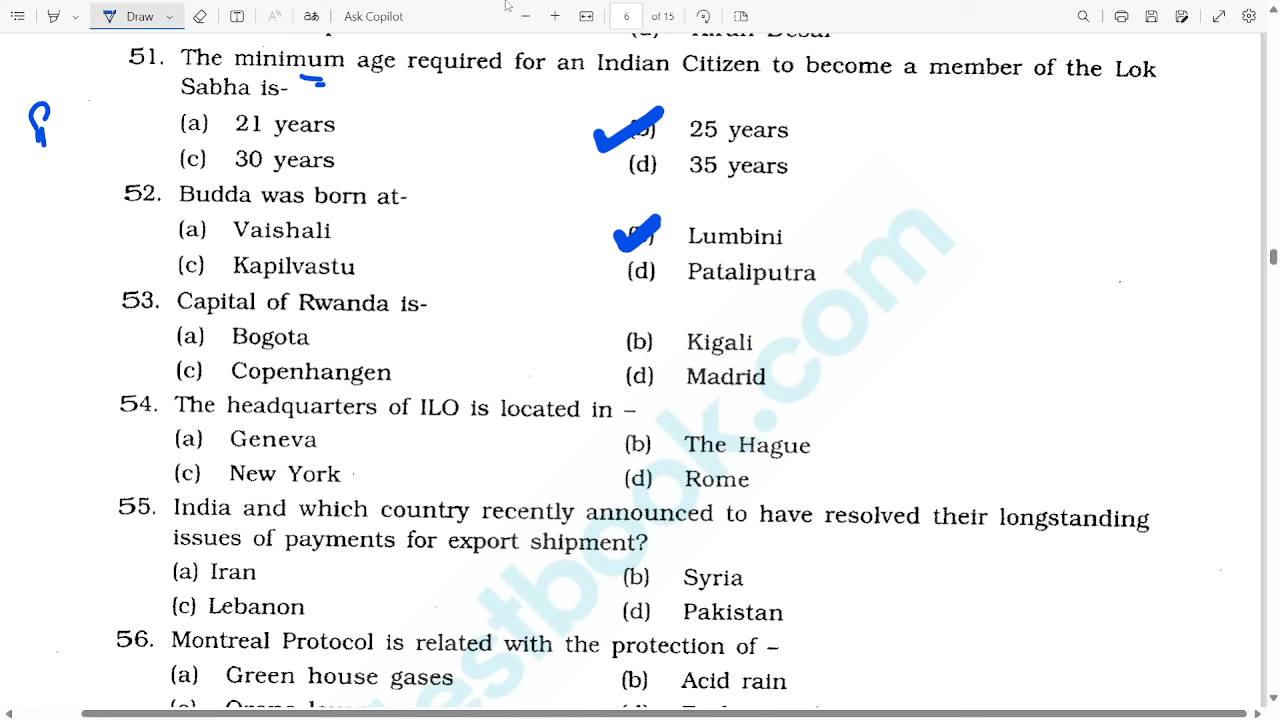 Draw
Ask Copilot
6 of 15
51. The minimum age required for an Indian Citizen to become a member of the Lok
Sabha is-
(a) 21 years
(b) 25 years
(c) 30 years
(d) 35 years
52. Budda was born at-
(a) Vaishali
Lumbini
(c) Kapilvastu
(d) Pataliputra
53. Capital of Rwanda is-
(a) Bogota
(b) Kigali
(c) Copenhangen
(d) Madrid
54. The headquarters of ILO is located in –
(a) Geneva
(b) The Hague
(c) New York
(d) Rome
55. India and which country recently announced to have resolved their longstanding
issues of payments for export shipment?
(a) Iran
(b) Syria
(c) Lebanon
(d) Pakistan
56. Montreal Protocol is related with the protection of –
(a) Green house gases
(b) Acid rain
testbook.com